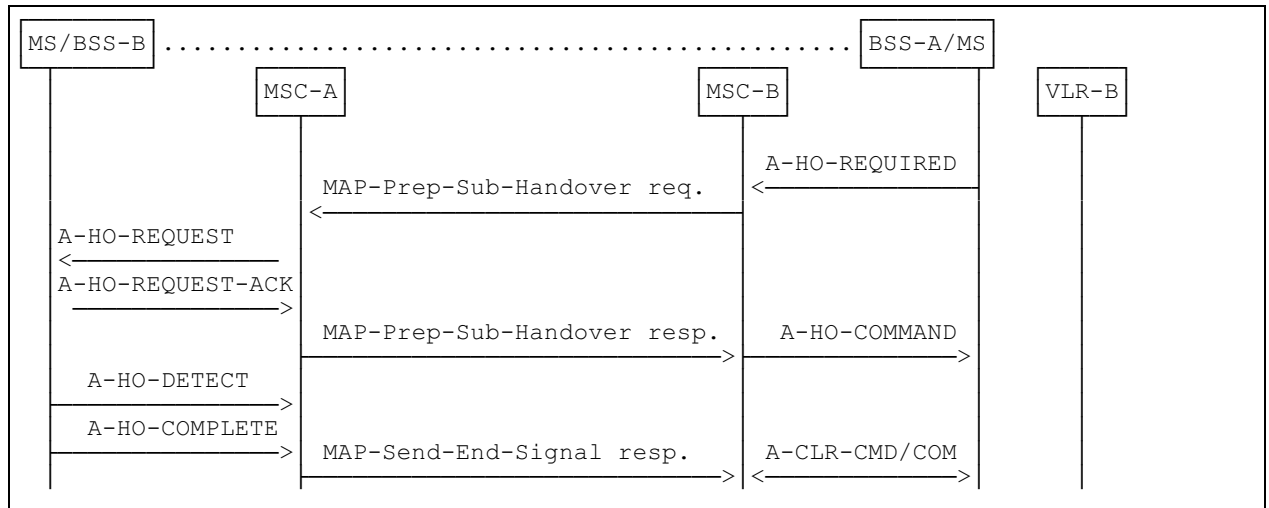 MS/BSS-B ............................................... BSS-A/MS
MSC-A MSC-B VLR-B
A-HO-REQUIRED
MAP-Prep-Sub-Handover req.
A-HO-REQUEST
A-HO-REQUEST-ACK
MAP-Prep-Sub-Handover resp. A-HO-COMMAND
A-HO-DETECT
A-HO-COMPLETE
MAP-Send-End-Signal resp. A-CLR-CMD/COM